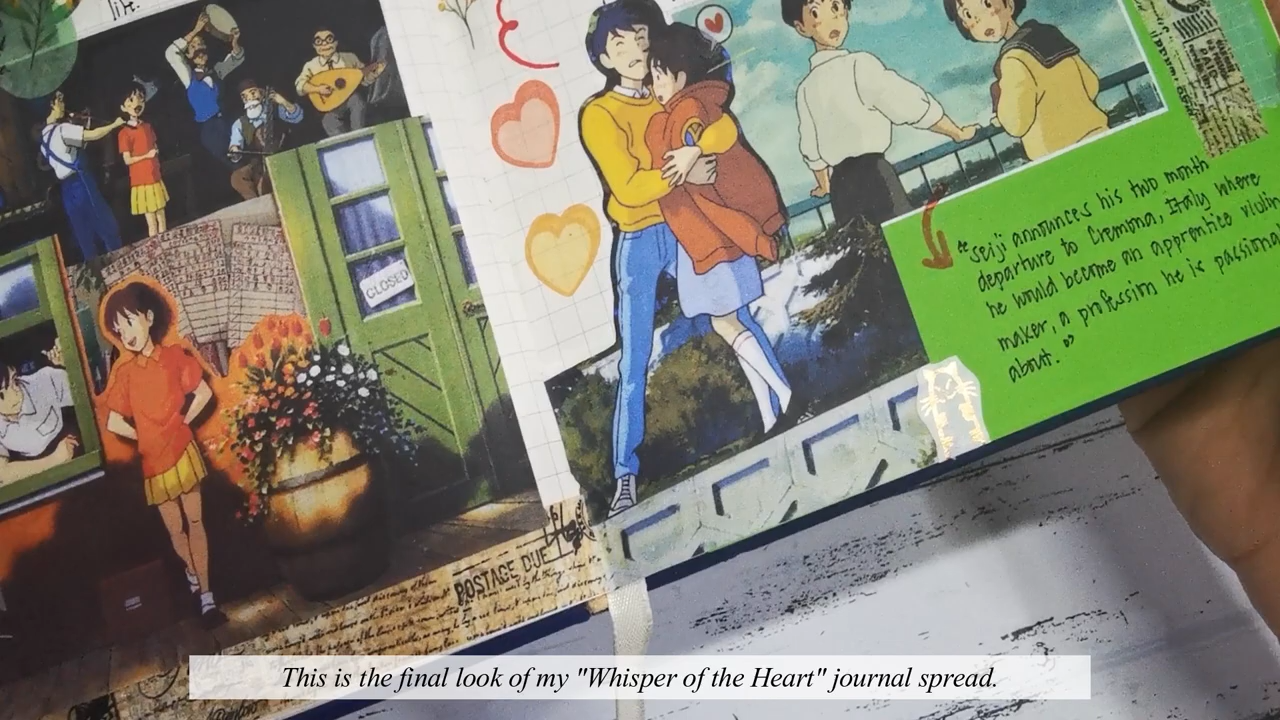 life.
CLOSED
"Seiji announces his two month
departure to Cremona, Italy where
he would become an apprentice violin
maker, a profession he is passionate
about."
POSTAGE DUE
This is the final look of my "Whisper of the Heart" journal spread.